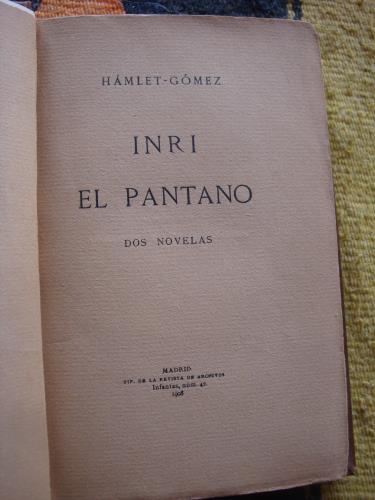 HÁMLET-GÓMEZ
INRI
EL PANTANO
DOS NOVELAS
MADRID
TIP. DE LA REVISTA DE ARCHIVOS
Infantas, núm. 42.
1908